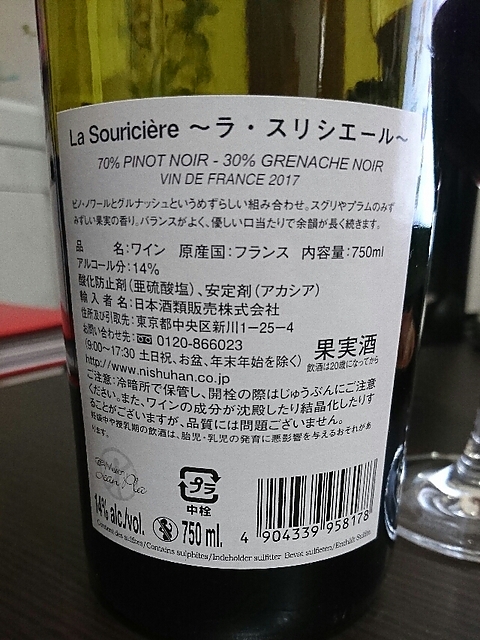 La Souricière ～ラ・スリシエール～
70% PINOT NOIR - 30% GRENACHE NOIR
VIN DE FRANCE 2017
ピノ・ノワールとグルナッシュというめずらしい組み合わせ。スグリやプラムのみず
みずしい果実の香り。バランスがよく、優しい口当たりで余韻が長く続きます。
品　　名：ワイン　原産国：フランス　内容量：750ml
アルコール分：14%
酸化防止剤（亜硫酸塩）、安定剤（アカシア）
輸入者名：日本酒類販売株式会社
住所及び引取先：東京都中央区新川1－25－4
お問い合わせ先：0120-866023
（9:00～17:30 土日祝、お盆、年末年始を除く）
http://www.nishuhan.co.jp
果実酒
飲酒は20歳になってから
ご注意：冷暗所で保管し、開栓の際はじゅうぶんにご注意
ください。また、ワインの成分が沈殿したり結晶化したりす
ることがございますが、品質には問題ございません。
妊娠中や授乳期の飲酒は、胎児・乳児の発育に悪影響を与えるおそれがあ
ります。
プラ
中栓
14% alc./vol.
750 ml.
4 904339 958178
Contient des sulfites/Contains sulphites/Indeholder sulfitter